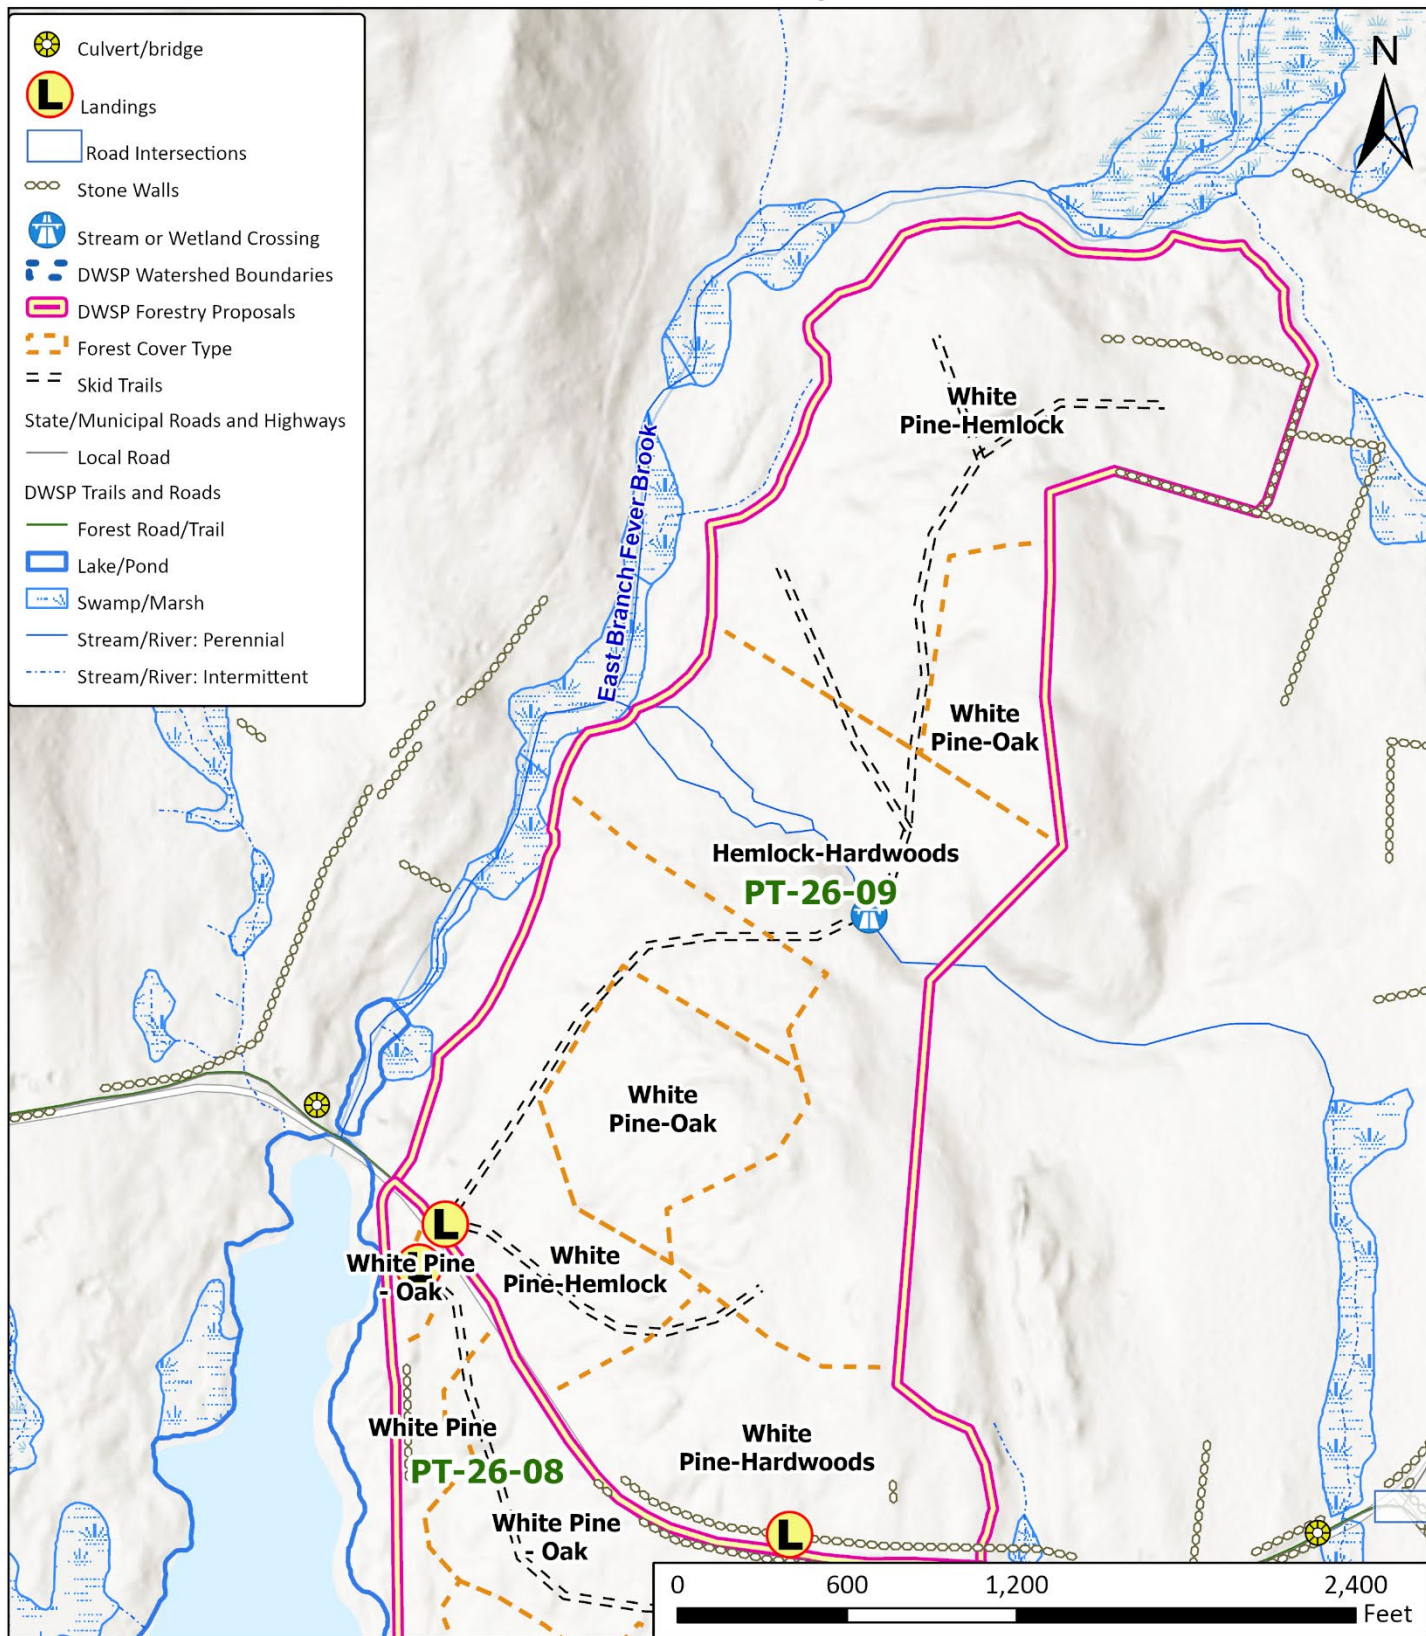 Culvert/bridge
L
Landings
Road Intersections
Stone Walls
Stream or Wetland Crossing
DWSP Watershed Boundaries
DWSP Forestry Proposals
Forest Cover Type
Skid Trails
State/Municipal Roads and Highways
Local Road
DWSP Trails and Roads
Forest Road/Trail
Lake/Pond
Swamp/Marsh
Stream/River: Perennial
Stream/River: Intermittent
N
White
Pine-Hemlock
East Branch Fever Brook
White
Pine-Oak
Hemlock-Hardwoods
PT-26-09
White
Pine-Oak
L
White Pine
- Oak
White
Pine-Hemlock
White Pine
PT-26-08
White
Pine-Hardwoods
White Pine
- Oak
L
0 600 1,200 2,400
Feet